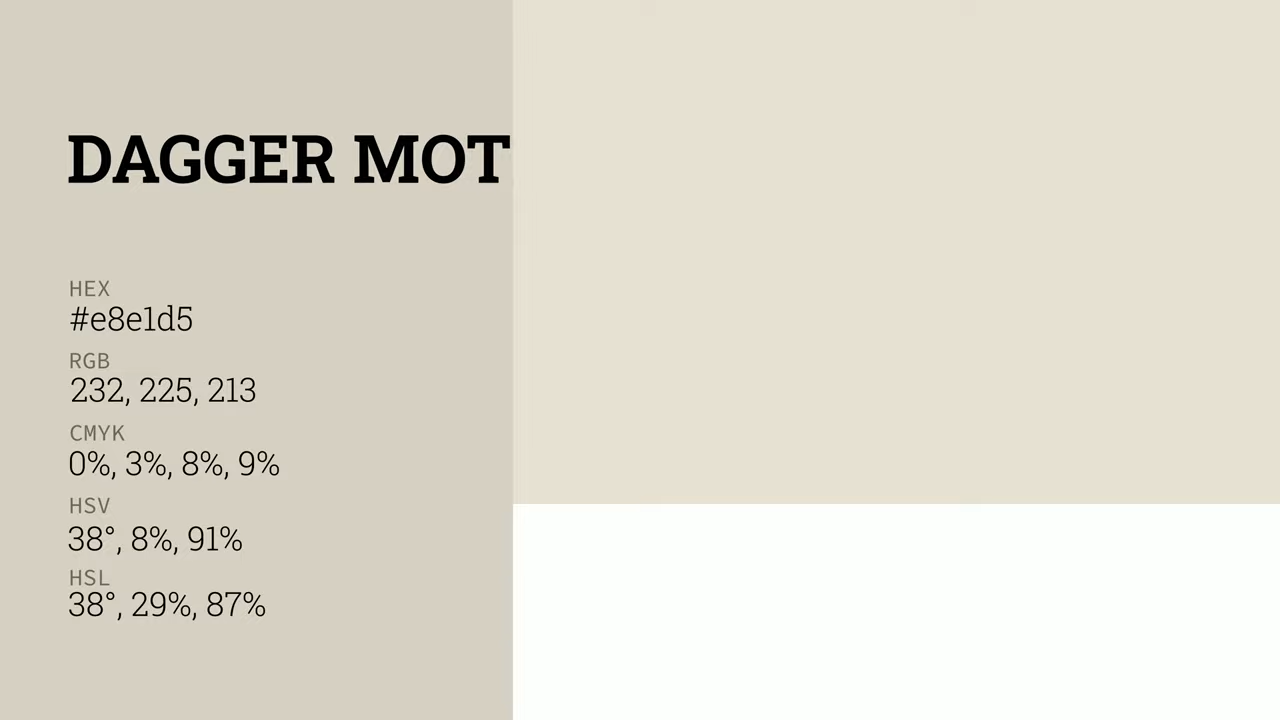 DAGGER MOT
HEX
#e8e1d5
RGB
232, 225, 213
CMYK
0%, 3%, 8%, 9%
HSV
38°, 8%, 91%
HSL
38°, 29%, 87%